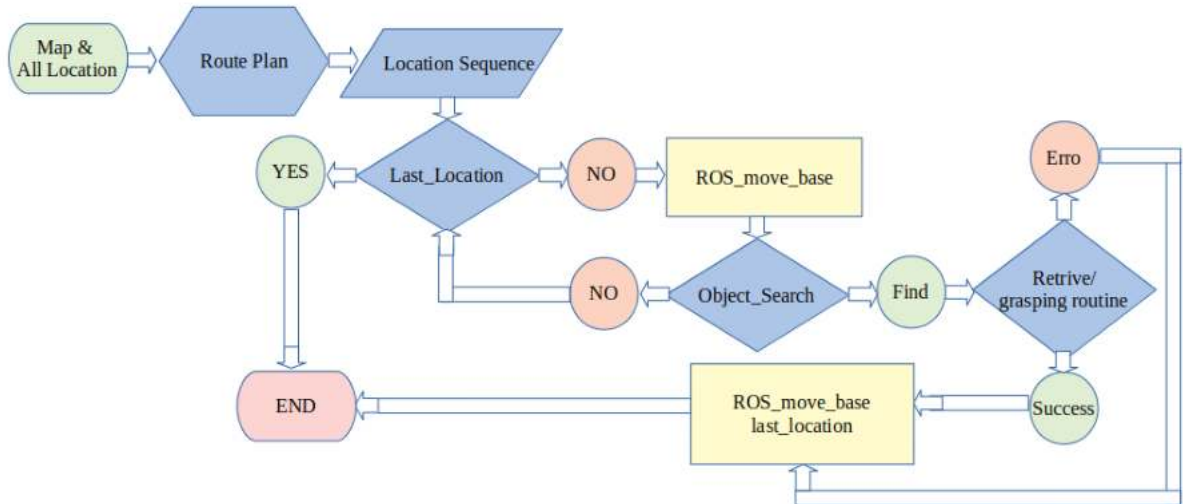 Map &
All Location
Route Plan
Location Sequence
YES
Last_Location
NO
ROS_move_base
Erro
NO
Object_Search
Find
Retrive/
grasping routine
END
ROS_move_base
last_location
Success